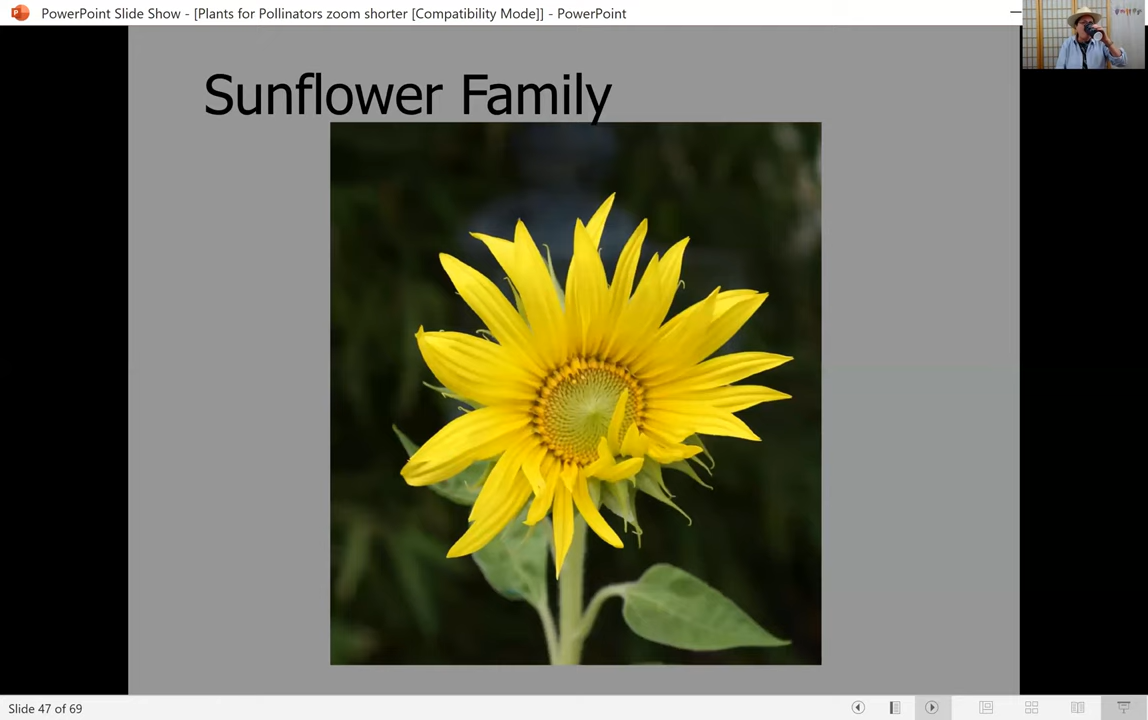 PowerPoint Slide Show - [Plants for Pollinators zoom shorter [Compatibility Mode]] - PowerPoint
Sunflower Family
Slide 47 of 69